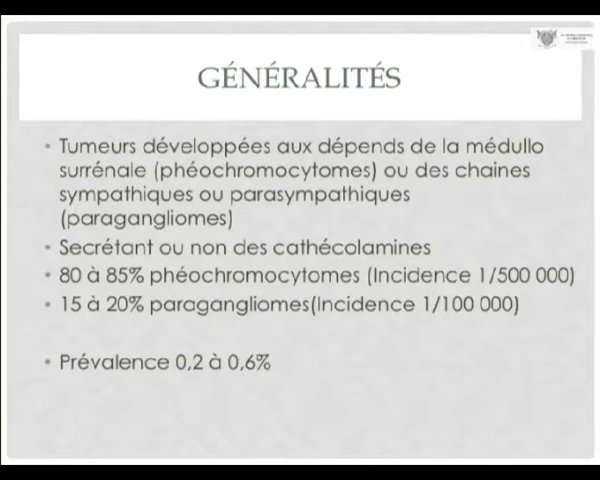 GÉNÉRALITÉS
• Tumeurs développées aux dépends de la médullo
surrénale (phéochromocytomes) ou des chaines
sympathiques ou parasympathiques
(paragangliomes)
• Secrétant ou non des cathécolamines
• 80 à 85% phéochromocytomes (Incidence 1/500 000)
• 15 à 20% paragangliomes(Incidence 1/100 000)
• Prévalence 0,2 à 0,6%